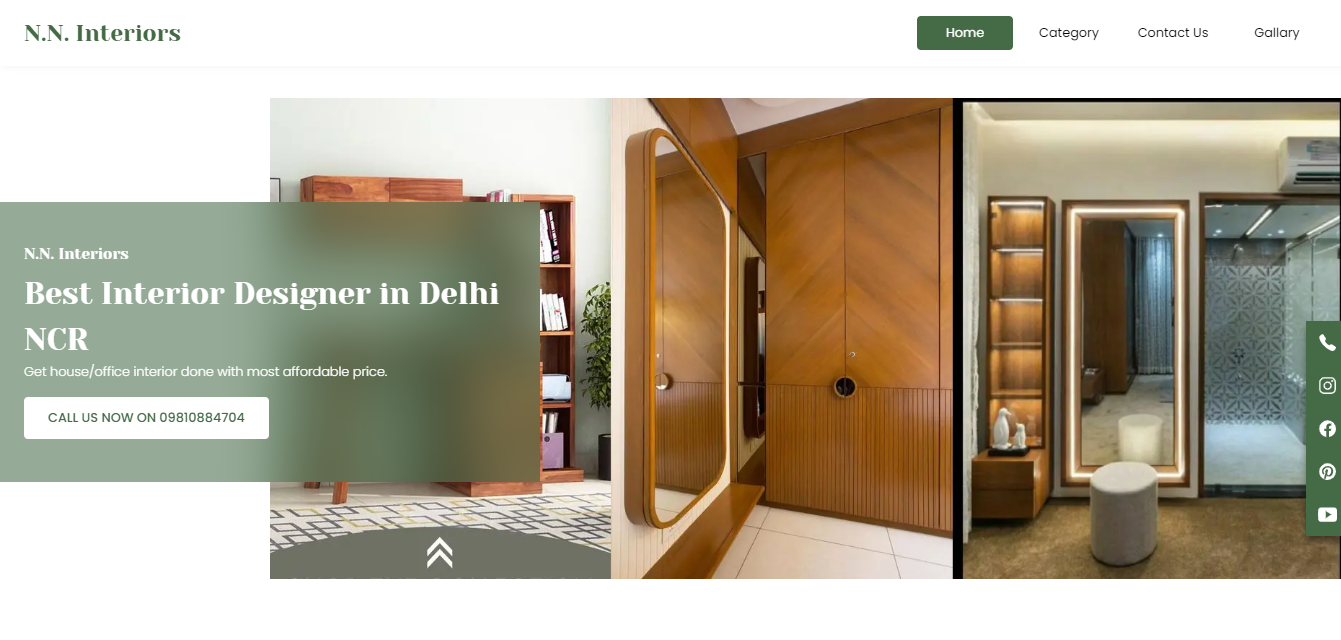 N.N. Interiors
Home
Category
Contact Us
Gallary
N.N. Interiors
Best Interior Designer in Delhi
NCR
Get house/office interior done with most affordable price.
CALL US NOW ON 09810884704